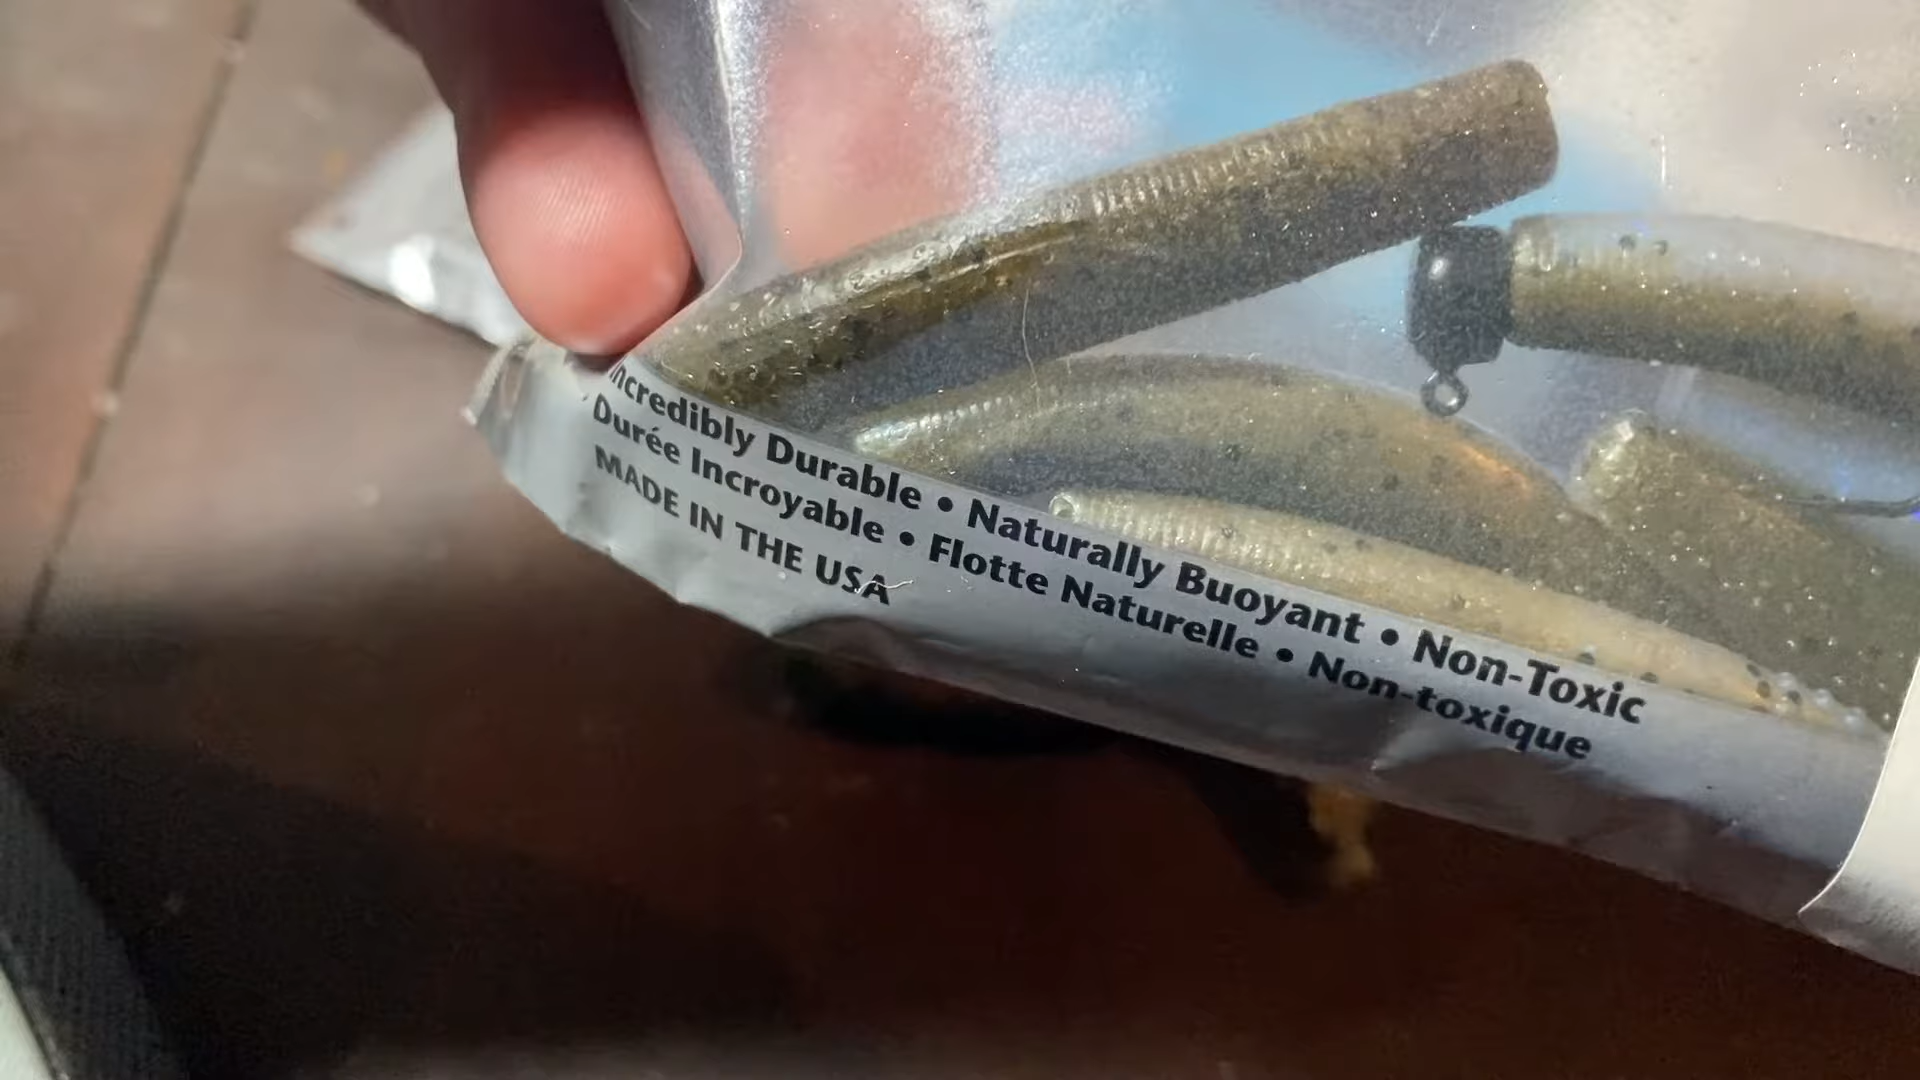 Incredibly Durable • Naturally Buoyant • Non-Toxic
Durée Incroyable • Flotte Naturelle • Non-toxique
MADE IN THE USA